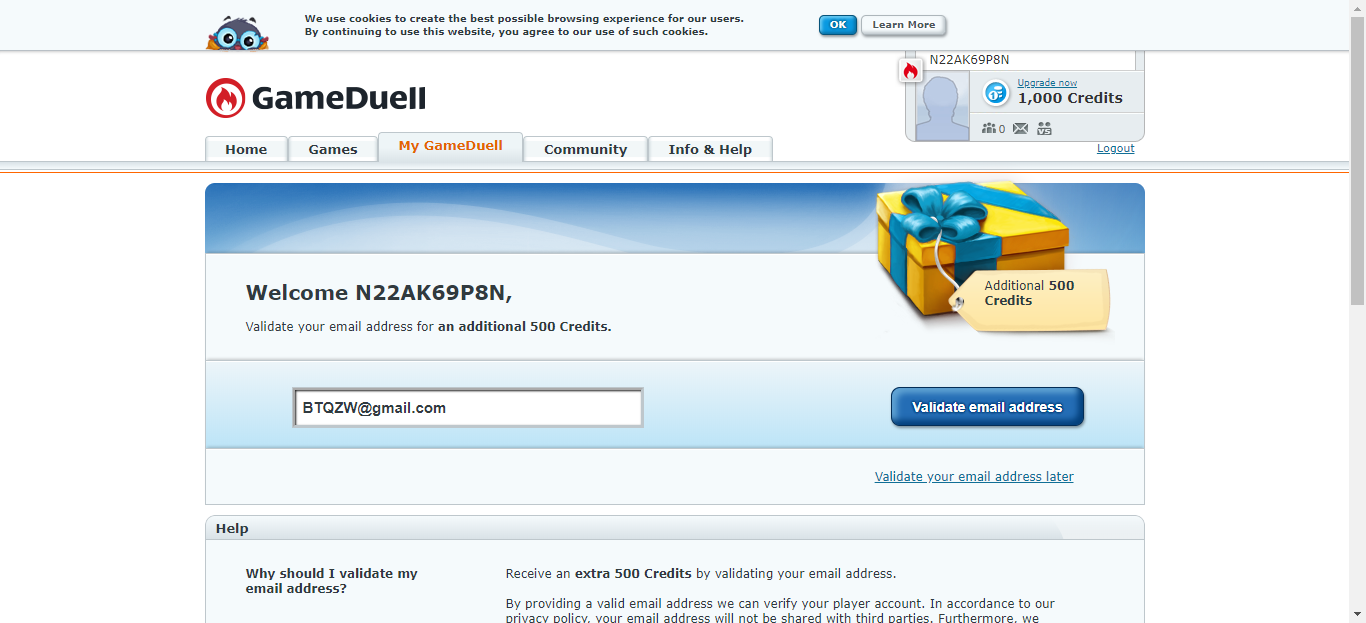 We use cookies to create the best possible browsing experience for our users.
By continuing to use this website, you agree to our use of such cookies.
OK
Learn More
N22AK69P8N
Upgrade now
1,000 Credits
0
VS
Logout
GameDuell
Home
Games
My GameDuell
Community
Info & Help
Additional 500
Credits
Welcome N22AK69P8N,
Validate your email address for an additional 500 Credits.
BTQZW@gmail.com
Validate email address
Validate your email address later
Help
Why should I validate my
email address?
Receive an extra 500 Credits by validating your email address.
By providing a valid email address we can verify your player account. In accordance to our
privacy policy, your email address will not be shared with third parties. Furthermore, we